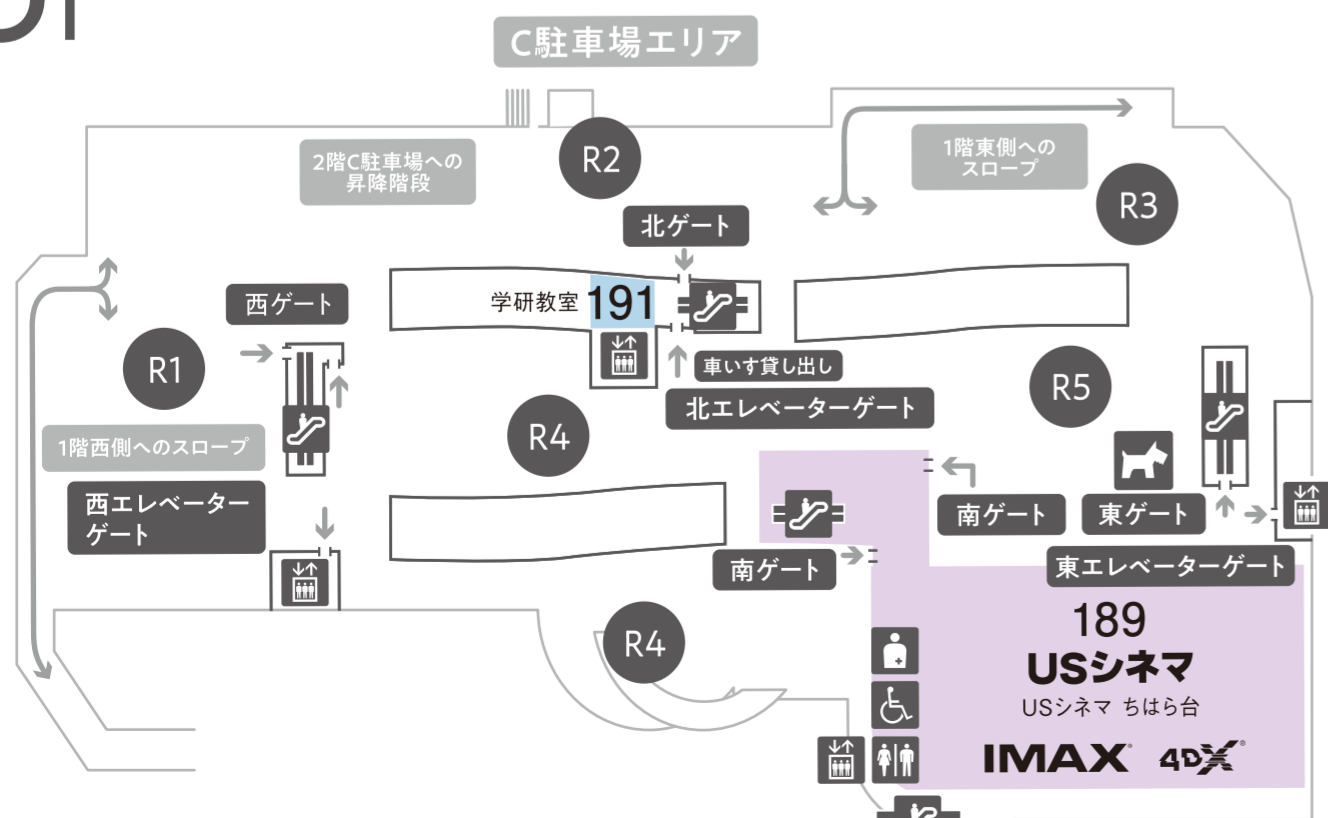 C駐車場エリア
2階C駐車場への
昇降階段
R2
1階東側への
スロープ
R3
北ゲート
西ゲート
学研教室 191
R1
車いす貸し出し
北エレベーターゲート
R5
R4
1階西側へのスロープ
西エレベーター
ゲート
南ゲート
東ゲート
南ゲート
東エレベーターゲート
R4
189
USシネマ
USシネマ ちはら台
IMAX®
4DX®